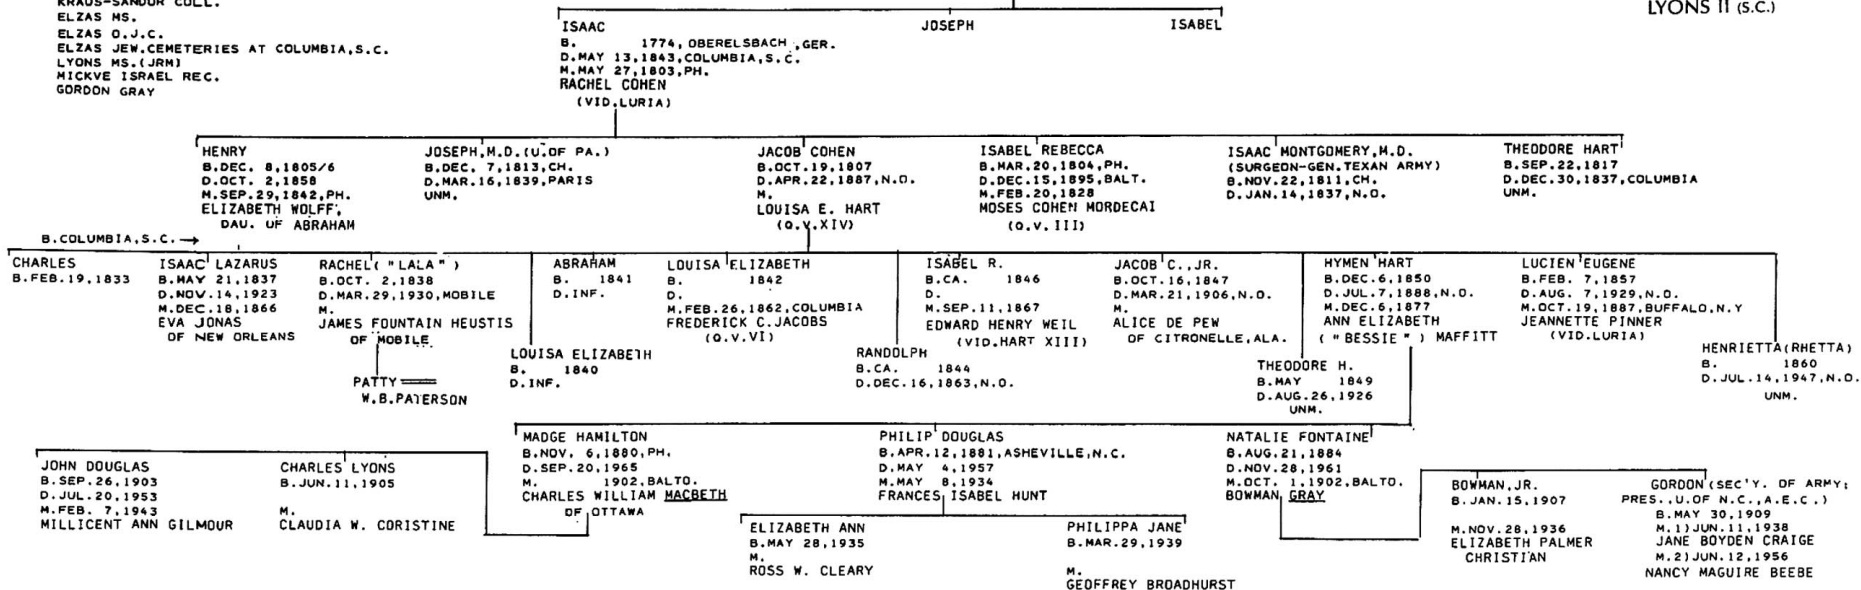 KRAUS-SANDOR COLL.
ELZAS MS.
ELZAS O.J.C.
ELZAS JEW.CEMETERIES AT COLUMBIA,S.C.
LYONS MS.(JRM)
MICKVE ISRAEL REC.
GORDON GRAY
LYONS II (S.C.)
ISAAC
B. 1774, OBERELSBACH,GER.
D.MAY 13,1843,COLUMBIA,S.C.
M.MAY 27,1803,PH.
RACHEL COHEN
(VID.LURIA)
JOSEPH
ISABEL
HENRY
B.DEC. 8,1805/6
D.OCT. 2,1858
M.SEP.29,1842,PH.
ELIZABETH WOLFF,
DAU. OF ABRAHAM
JOSEPH,M.D.(U.OF PA.)
B.DEC. 7,1813,CH.
D.MAR.16,1839,PARIS
UNM.
JACOB COHEN
B.OCT.19,1807
D.APR.22,1887,N.O.
M.
LOUISA E. HART
(Q.V.XIV)
ISABEL REBECCA
B.MAR.20,1804,PH.
D.DEC.15,1895,BALT.
M.FEB.20,1828
MOSES COHEN MORDECAI
(Q.V.III)
ISAAC MONTGOMERY,M.D.
(SURGEON-GEN.TEXAN ARMY)
B.NOV.22,1811,CH.
D.JAN.14,1837,N.O.
THEODORE HART
B.SEP.22,1817
D.DEC.30,1837,COLUMBIA
UNM.
B.COLUMBIA,S.C.→
CHARLES
B.FEB.19,1833
ISAAC LAZARUS
B.MAY 21,1837
D.NOV.14,1923
M.DEC.18,1866
EVA JONAS
OF NEW ORLEANS
RACHEL("LALA")
B.OCT. 2,1838
D.MAR.29,1930,MOBILE
M.
JAMES FOUNTAIN HEUSTIS
OF MOBILE
PATTY
W.B.PATERSON
LOUISA ELIZABETH
B. 1840
D.INF.
ABRAHAM
B. 1841
D.INF.
LOUISA ELIZABETH
B. 1842
D.
M.FEB.26,1862,COLUMBIA
FREDERICK C.JACOBS
(Q.V.VI)
RANDOLPH
B.CA. 1844
D.DEC.16,1863,N.O.
ISABEL R.
B.CA. 1846
D.
M.SEP.11,1867
EDWARD HENRY WEIL
(VID.HART XIII)
JACOB C.,JR.
B.OCT.16,1847
D.MAR.21,1906,N.O.
M.
ALICE DE PEW
OF CITRONELLE,ALA.
THEODORE H.
B.MAY 1849
D.AUG.26,1926
UNM.
HYMEN HART
B.DEC.6,1850
D.JUL.7,1888,N.O.
M.DEC.6,1877
ANN ELIZABETH
("BESSIE") MAFFITT
LUCIEN EUGENE
B.FEB. 7,1857
D.AUG. 7,1929,N.O.
M.OCT.19,1887,BUFFALO,N.Y
JEANNETTE PINNER
(VID.LURIA)
HENRIETTA(RHETTA)
B. 1860
D.JUL.14,1947,N.O.
UNM.
MADGE HAMILTON
B.NOV. 6,1880,PH.
D.SEP.20,1965
M. 1902,BALTO.
CHARLES WILLIAM MACBETH
OF OTTAWA
PHILIP DOUGLAS
B.APR.12,1881,ASHEVILLE,N.C.
D.MAY 4,1957
M.MAY 8,1934
FRANCES ISABEL HUNT
NATALIE FONTAINE
B.AUG.21,1884
D.NOV.28,1961
M.OCT. 1,1902,BALTO.
BOWMAN GRAY
JOHN DOUGLAS
B.SEP.26,1903
D.JUL.20,1953
M.FEB. 7,1943
MILLICENT ANN GILMOUR
CHARLES LYONS
B.JUN.11,1905
M.
CLAUDIA W. CORISTINE
ELIZABETH ANN
B.MAY 28,1935
M.
ROSS W. CLEARY
PHILIPPA JANE
B.MAR.29,1939
M.
GEOFFREY BROADHURST
BOWMAN,JR.
B.JAN.15,1907
M.NOV.28,1936
ELIZABETH PALMER
CHRISTIAN
GORDON(SEC'Y. OF ARMY;
PRES.,U.OF N.C.,A.E.C.)
B.MAY 30,1909
M.1)JUN.11,1938
JANE BOYDEN CRAIGE
M.2)JUN.12,1956
NANCY MAGUIRE BEEBE